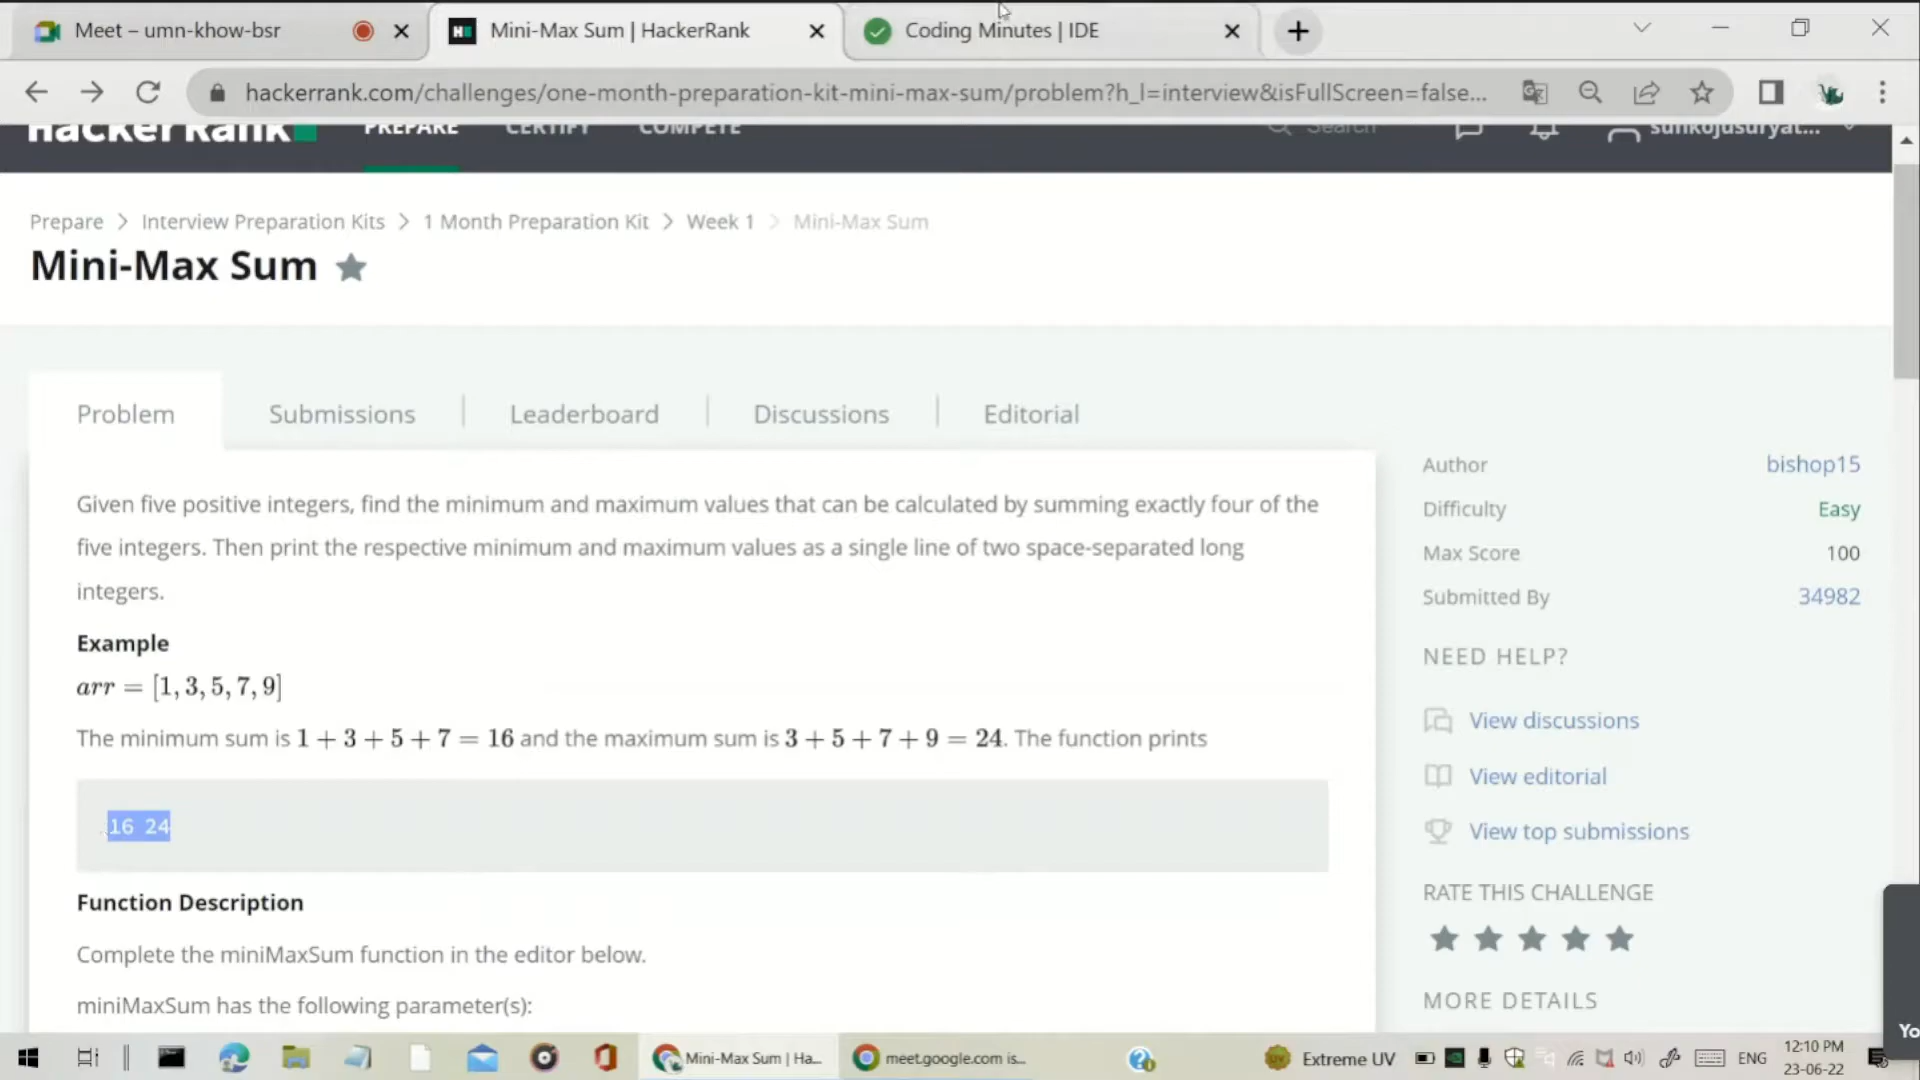 Meet – umn-khow-bsr
Mini-Max Sum | HackerRank
Coding Minutes | IDE
hackerrank.com/challenges/one-month-preparation-kit-mini-max-sum/problem?h_l=interview&isFullScreen=false...
HackerRank
PREPARE
CERTIFY
COMPETE
Search
sunkojusuryat...
Prepare > Interview Preparation Kits > 1 Month Preparation Kit > Week 1 > Mini-Max Sum
Mini-Max Sum
Problem
Submissions
Leaderboard
Discussions
Editorial
Given five positive integers, find the minimum and maximum values that can be calculated by summing exactly four of the
five integers. Then print the respective minimum and maximum values as a single line of two space-separated long
integers.
Example
arr = [1, 3, 5, 7, 9]
The minimum sum is 1 + 3 + 5 + 7 = 16 and the maximum sum is 3 + 5 + 7 + 9 = 24. The function prints
16 24
Function Description
Complete the miniMaxSum function in the editor below.
miniMaxSum has the following parameter(s):
Author bishop15
Difficulty Easy
Max Score 100
Submitted By 34982
NEED HELP?
View discussions
View editorial
View top submissions
RATE THIS CHALLENGE
MORE DETAILS
Yo
Mini-Max Sum | Ha...
meet.google.com is...
Extreme UV
ENG
12:10 PM
23-06-22